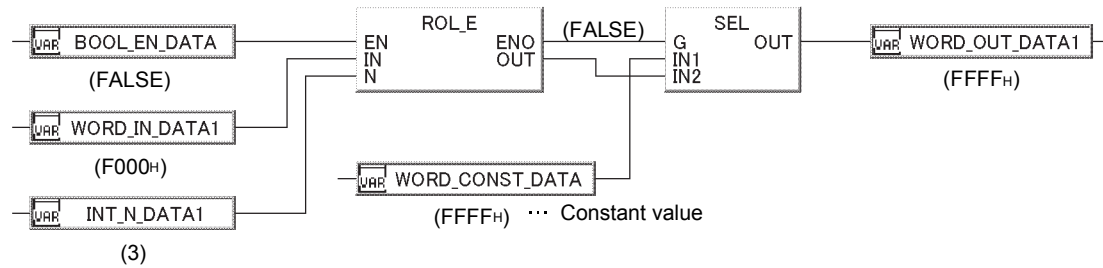 VAR BOOL_EN_DATA
(FALSE)
VAR WORD_IN_DATA1
(F000H)
VAR INT_N_DATA1
(3)
ROL_E
EN ENO
IN OUT
N
(FALSE)
VAR WORD_CONST_DATA
(FFFFH) ... Constant value
SEL
G OUT
IN1
IN2
VAR WORD_OUT_DATA1
(FFFFH)